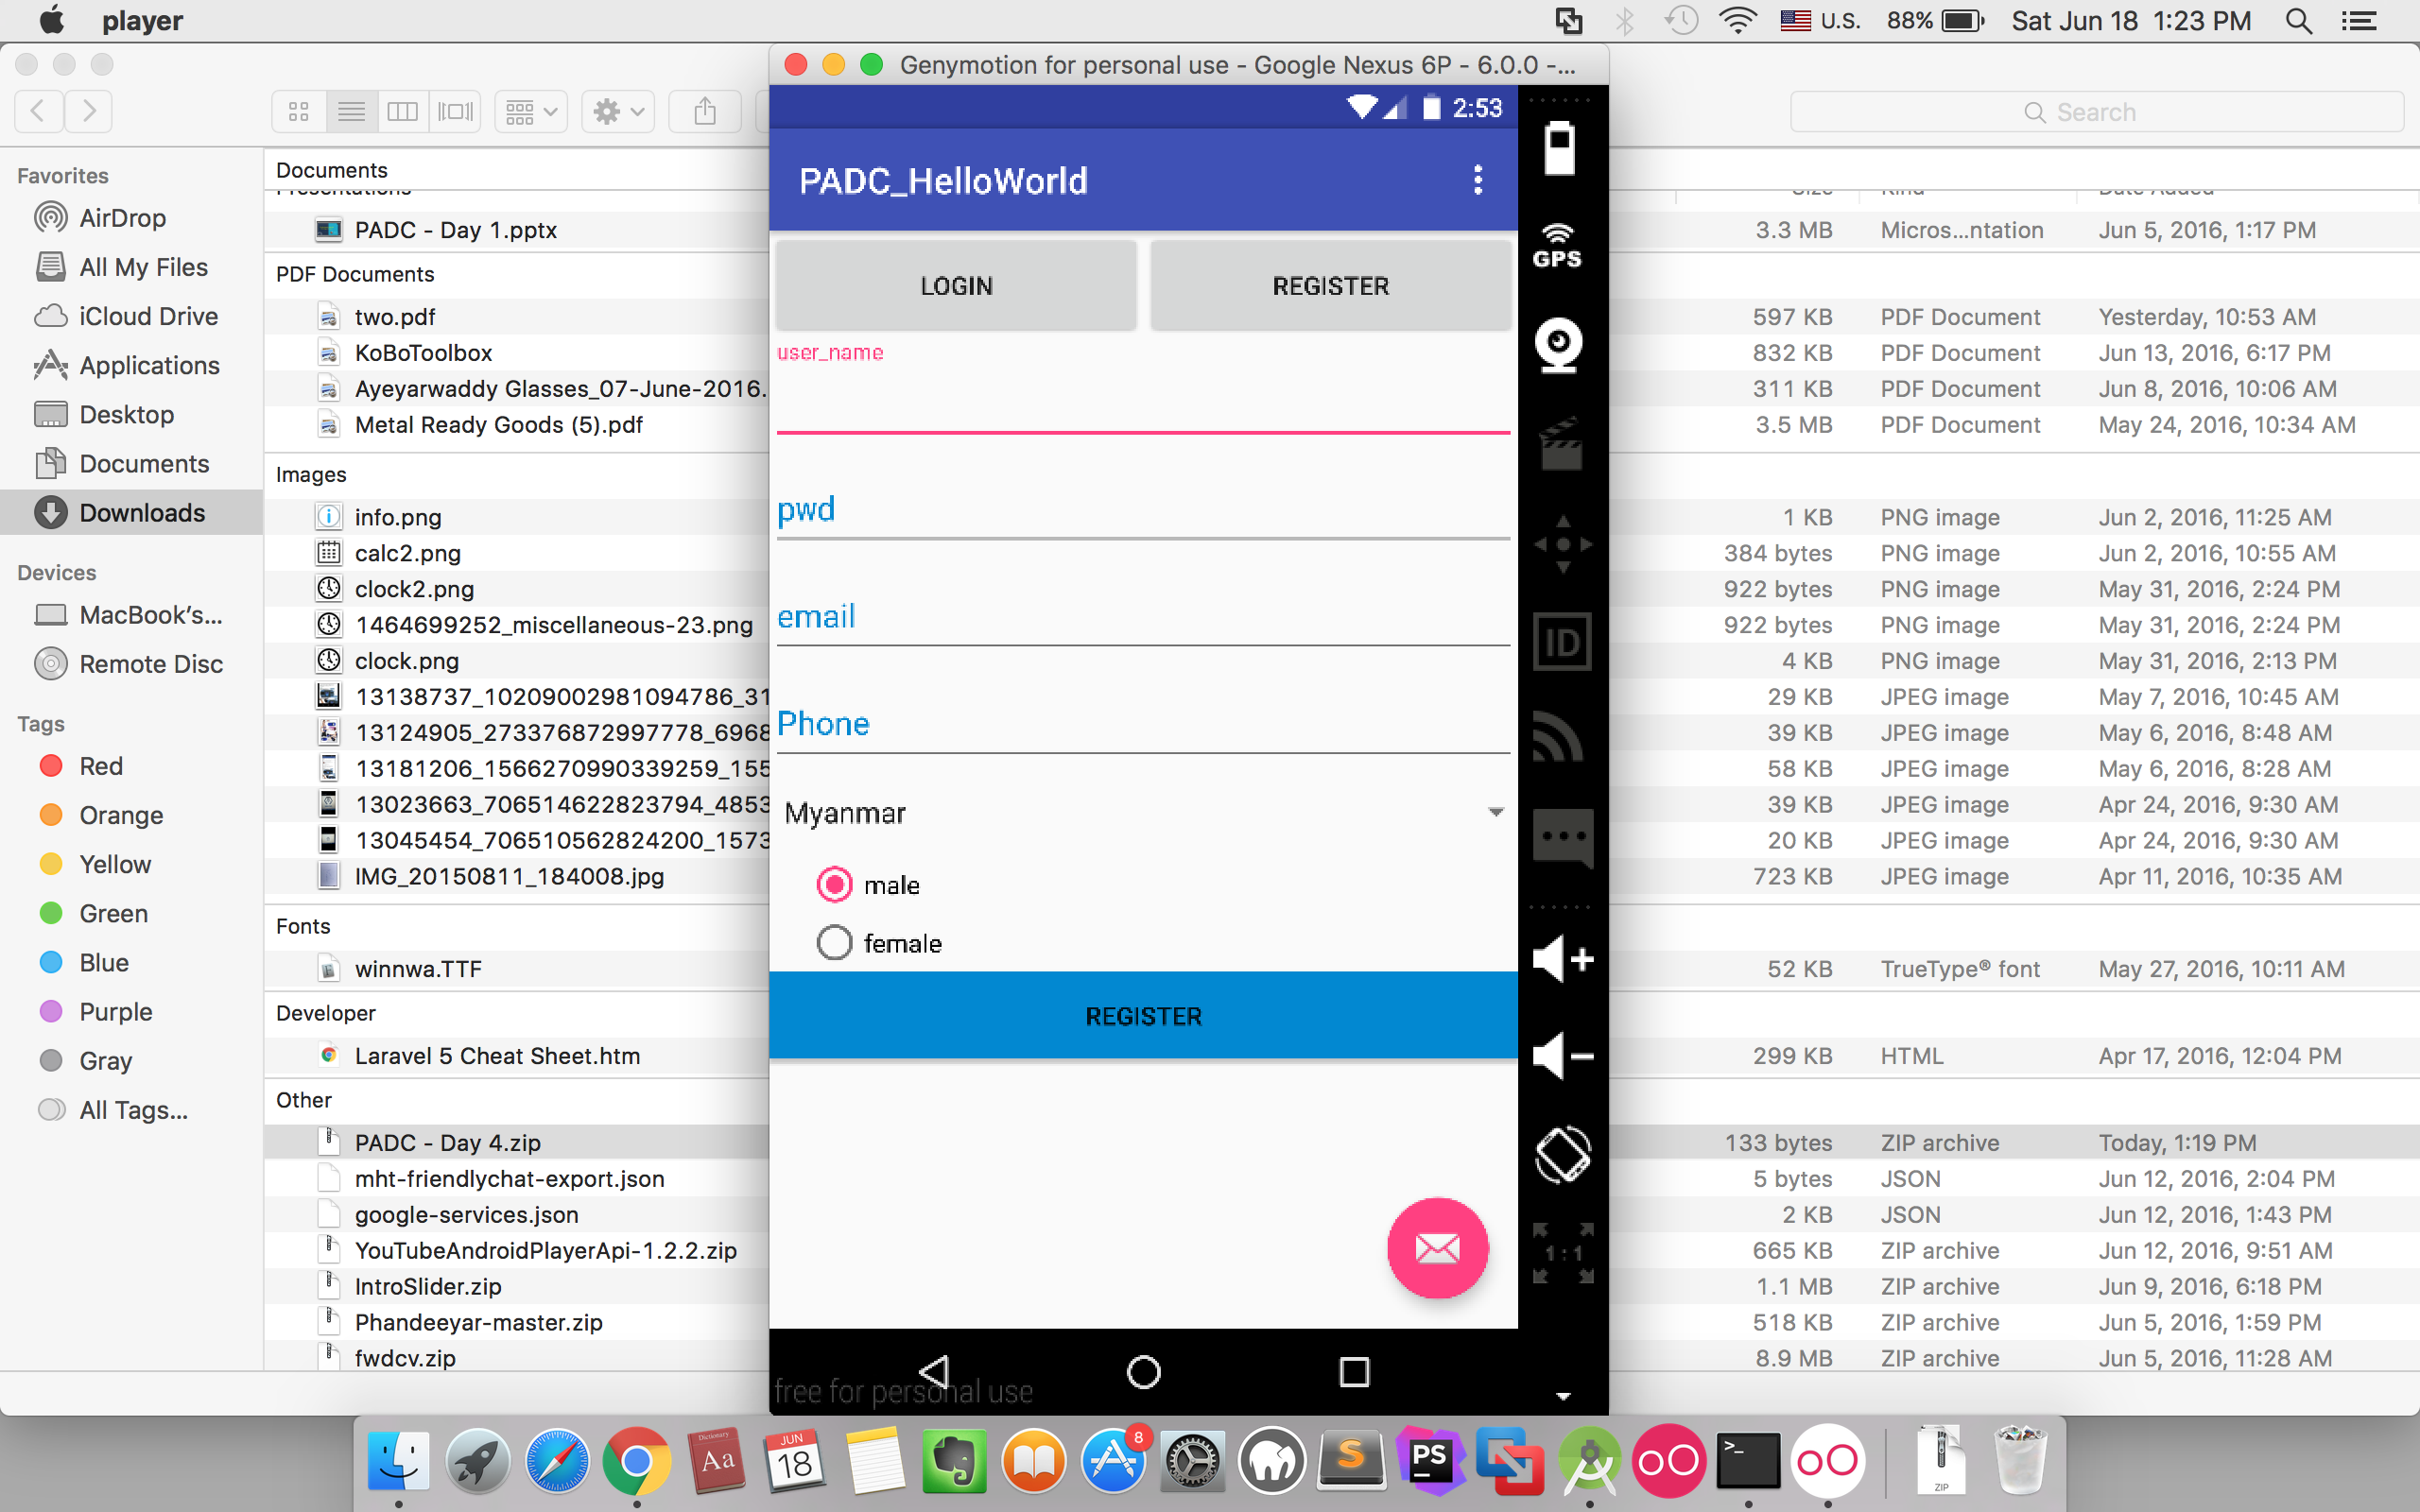 player
U.S. 88% Sat Jun 18 1:23 PM
Genymotion for personal use - Google Nexus 6P - 6.0.0 -...
Search
Favorites
AirDrop
All My Files
iCloud Drive
Applications
Desktop
Documents
Downloads
Devices
MacBook’s...
Remote Disc
Tags
Red
Orange
Yellow
Green
Blue
Purple
Gray
All Tags...
Documents
PADC - Day 1.pptx 3.3 MB Micros...ntation Jun 5, 2016, 1:17 PM
PDF Documents
two.pdf 597 KB PDF Document Yesterday, 10:53 AM
KoBoToolbox 832 KB PDF Document Jun 13, 2016, 6:17 PM
Ayeyarwaddy Glasses_07-June-2016. 311 KB PDF Document Jun 8, 2016, 10:06 AM
Metal Ready Goods (5).pdf 3.5 MB PDF Document May 24, 2016, 10:34 AM
Images
info.png 1 KB PNG image Jun 2, 2016, 11:25 AM
calc2.png 384 bytes PNG image Jun 2, 2016, 10:55 AM
clock2.png 922 bytes PNG image May 31, 2016, 2:24 PM
1464699252_miscellaneous-23.png 922 bytes PNG image May 31, 2016, 2:24 PM
clock.png 4 KB PNG image May 31, 2016, 2:13 PM
13138737_10209002981094786_31 29 KB JPEG image May 7, 2016, 10:45 AM
13124905_273376872997778_6968 39 KB JPEG image May 6, 2016, 8:48 AM
13181206_1566270990339259_155 58 KB JPEG image May 6, 2016, 8:28 AM
13023663_706514622823794_4853 39 KB JPEG image Apr 24, 2016, 9:30 AM
13045454_706510562824200_1573 20 KB JPEG image Apr 24, 2016, 9:30 AM
IMG_20150811_184008.jpg 723 KB JPEG image Apr 11, 2016, 10:35 AM
Fonts
winnwa.TTF 52 KB TrueType® font May 27, 2016, 10:11 AM
Developer
Laravel 5 Cheat Sheet.htm 299 KB HTML Apr 17, 2016, 12:04 PM
Other
PADC - Day 4.zip 133 bytes ZIP archive Today, 1:19 PM
mht-friendlychat-export.json 5 bytes JSON Jun 12, 2016, 2:04 PM
google-services.json 2 KB JSON Jun 12, 2016, 1:43 PM
YouTubeAndroidPlayerApi-1.2.2.zip 665 KB ZIP archive Jun 12, 2016, 9:51 AM
IntroSlider.zip 1.1 MB ZIP archive Jun 9, 2016, 6:18 PM
Phandeeyar-master.zip 518 KB ZIP archive Jun 5, 2016, 1:59 PM
fwdcv.zip 8.9 MB ZIP archive Jun 5, 2016, 11:28 AM
2:53
PADC_HelloWorld
LOGIN REGISTER
user_name
pwd
email
Phone
Myanmar
male
female
REGISTER
free for personal use
GPS
ID
1:1
Dictionary
Aa
JUN
18
8
S
PS
>_
ZIP